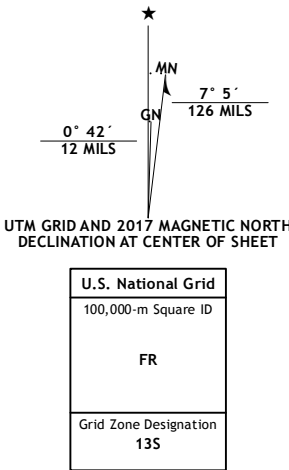 ★
MN
7° 5´
126 MILS
GN
0° 42´
12 MILS
UTM GRID AND 2017 MAGNETIC NORTH
DECLINATION AT CENTER OF SHEET
U.S. National Grid
100,000-m Square ID
FR
Grid Zone Designation
13S